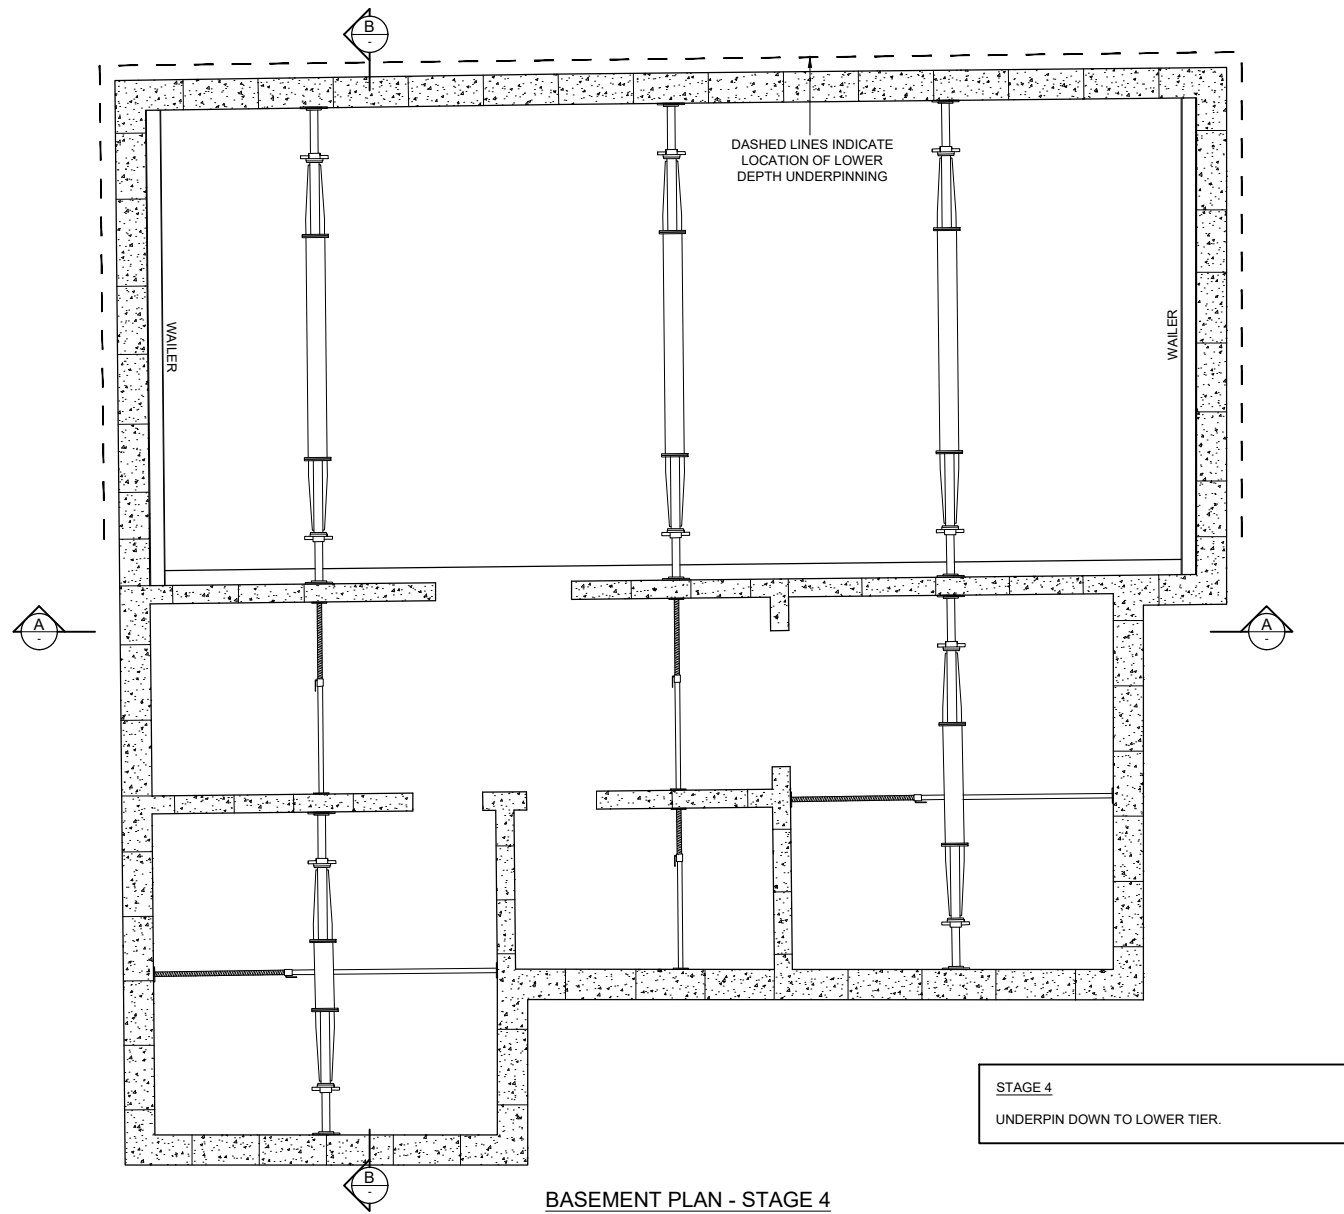 B
-
DASHED LINES INDICATE
LOCATION OF LOWER
DEPTH UNDERPINNING
WAILER
WAILER
A
-
A
-
STAGE 4
UNDERPIN DOWN TO LOWER TIER.
B
-
BASEMENT PLAN - STAGE 4